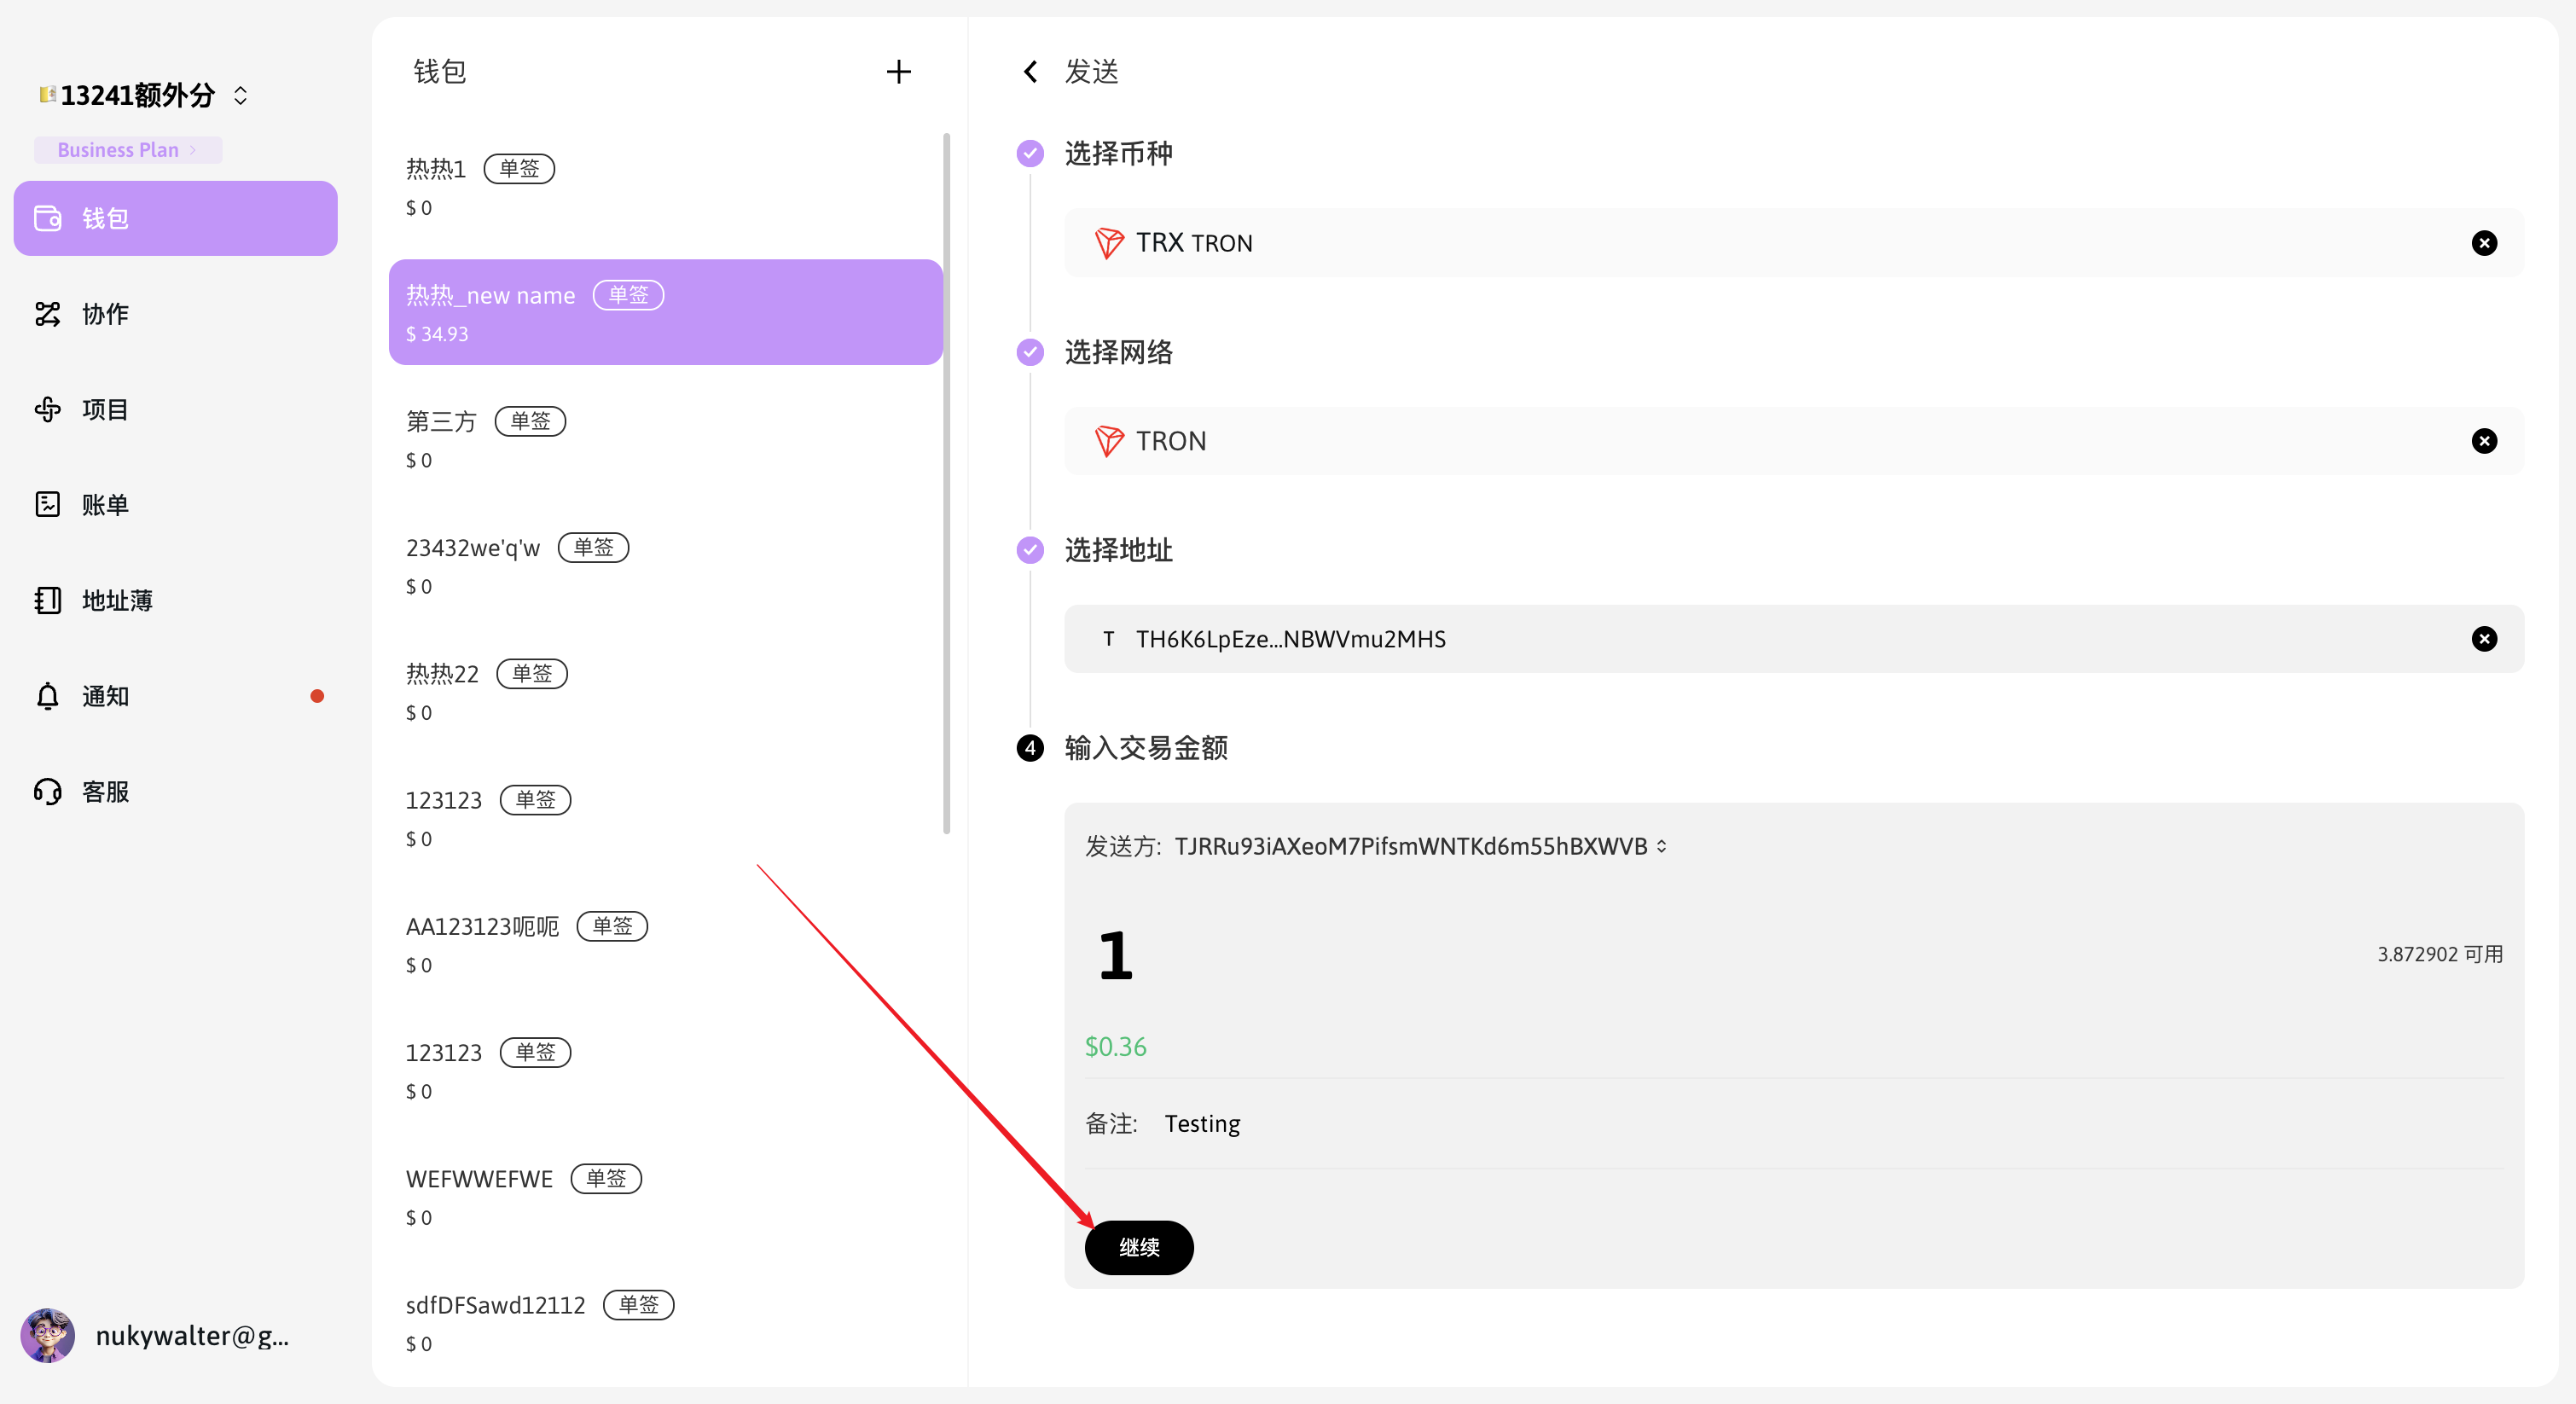 13241额外分
Business Plan
钱包
协作
项目
账单
地址薄
通知
客服
nukywalter@g...
钱包
热热1 单签
$ 0
热热_new name 单签
$ 34.93
第三方 单签
$ 0
23432we'q'w 单签
$ 0
热热22 单签
$ 0
123123 单签
$ 0
AA123123呃呃 单签
$ 0
123123 单签
$ 0
WEFWWEFWE 单签
$ 0
sdfDFSawd12112 单签
$ 0
发送
选择币种
TRX TRON
选择网络
TRON
选择地址
T TH6K6LpEze...NBWVmu2MHS
4 输入交易金额
发送方: TJRRu93iAXeoM7PifsmWNTKd6m55hBXWVB
1
3.872902 可用
$0.36
备注: Testing
继续